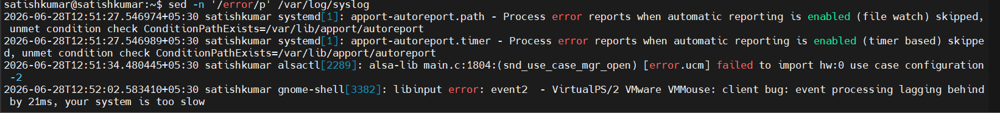 satishkumar@satishkumar:~$ sed -n '/error/p' /var/log/syslog
2026-06-28T12:51:27.546974+05:30 satishkumar systemd[1]: apport-autoreport.path - Process error reports when automatic reporting is enabled (file watch) skipped,
unmet condition check ConditionPathExists=/var/lib/apport/autoreport
2026-06-28T12:51:27.546989+05:30 satishkumar systemd[1]: apport-autoreport.timer - Process error reports when automatic reporting is enabled (timer based) skippe
d, unmet condition check ConditionPathExists=/var/lib/apport/autoreport
2026-06-28T12:51:34.480445+05:30 satishkumar alsactl[2289]: alsa-lib main.c:1804:(snd_use_case_mgr_open) [error.ucm] failed to import hw:0 use case configuration
-2
2026-06-28T12:52:02.583410+05:30 satishkumar gnome-shell[3382]: libinput error: event2  - VirtualPS/2 VMware VMMouse: client bug: event processing lagging behind
by 21ms, your system is too slow